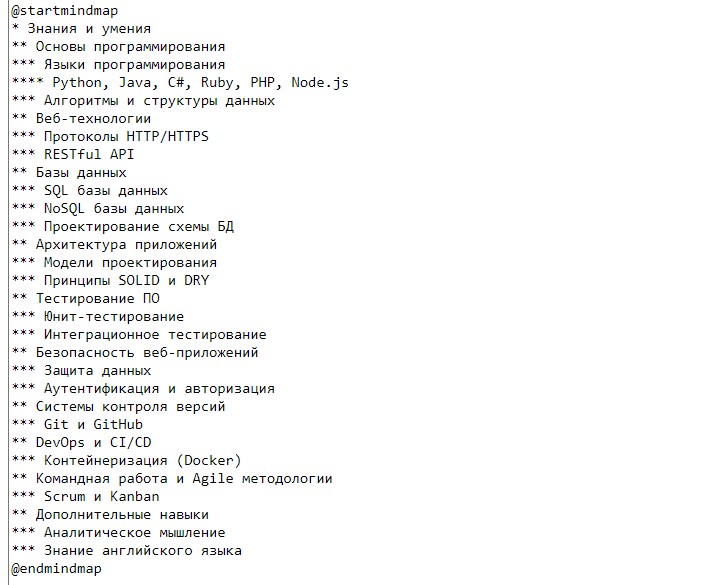 @startmindmap
* Знания и умения
** Основы программирования
*** Языки программирования
**** Python, Java, C#, Ruby, PHP, Node.js
*** Алгоритмы и структуры данных
** Веб-технологии
*** Протоколы HTTP/HTTPS
*** RESTful API
** Базы данных
*** SQL базы данных
*** NoSQL базы данных
*** Проектирование схемы БД
** Архитектура приложений
*** Модели проектирования
*** Принципы SOLID и DRY
** Тестирование ПО
*** Юнит-тестирование
*** Интеграционное тестирование
** Безопасность веб-приложений
*** Защита данных
*** Аутентификация и авторизация
** Системы контроля версий
*** Git и GitHub
** DevOps и CI/CD
*** Контейнеризация (Docker)
** Командная работа и Agile методологии
*** Scrum и Kanban
** Дополнительные навыки
*** Аналитическое мышление
*** Знание английского языка
@endmindmap